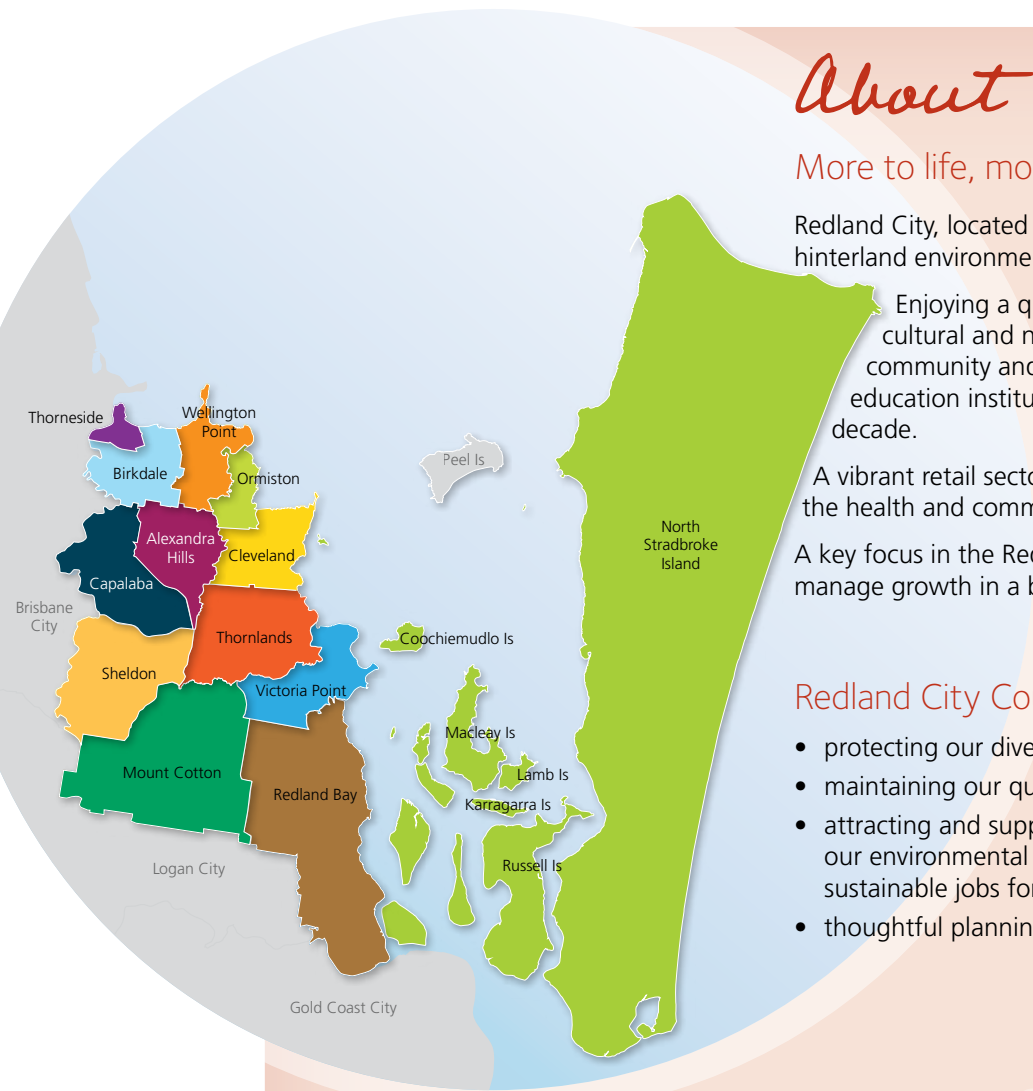 About
More to life, mo
Redland City, located
hinterland environme
Enjoying a q
cultural and n
community and
education institu
decade.
A vibrant retail secto
the health and comm
A key focus in the Red
manage growth in a b
Redland City Co
• protecting our dive
• maintaining our qu
• attracting and supp
our environmental
sustainable jobs for
• thoughtful plannin
Thorneside
Wellington
Point
Birkdale
Ormiston
Peel Is
Alexandra
Hills
Cleveland
Capalaba
North
Stradbroke
Island
Brisbane
City
Thornlands
Coochiemudlo Is
Sheldon
Victoria Point
Macleay Is
Mount Cotton
Lamb Is
Redland Bay
Karragarra Is
Logan City
Russell Is
Gold Coast City